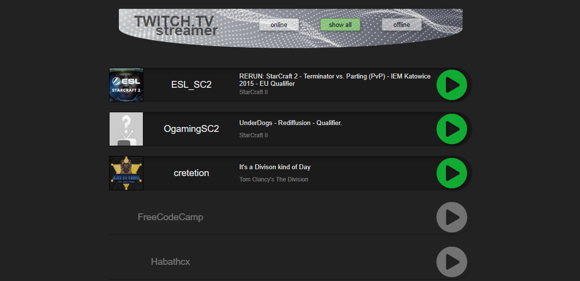 TWITCH.TV
streamer
online
show all
offline
ESL
STARCRAFT II
ESL_SC2
RERUN: StarCraft 2 - Terminator vs. Parting (PvP) - IEM Katowice
2015 - EU Qualifier
StarCraft II
OgamingSC2
UnderDogs - Rediffusion - Qualifier.
StarCraft II
cretetion
It's a Divison kind of Day
Tom Clancy's The Division
FreeCodeCamp
Habathcx